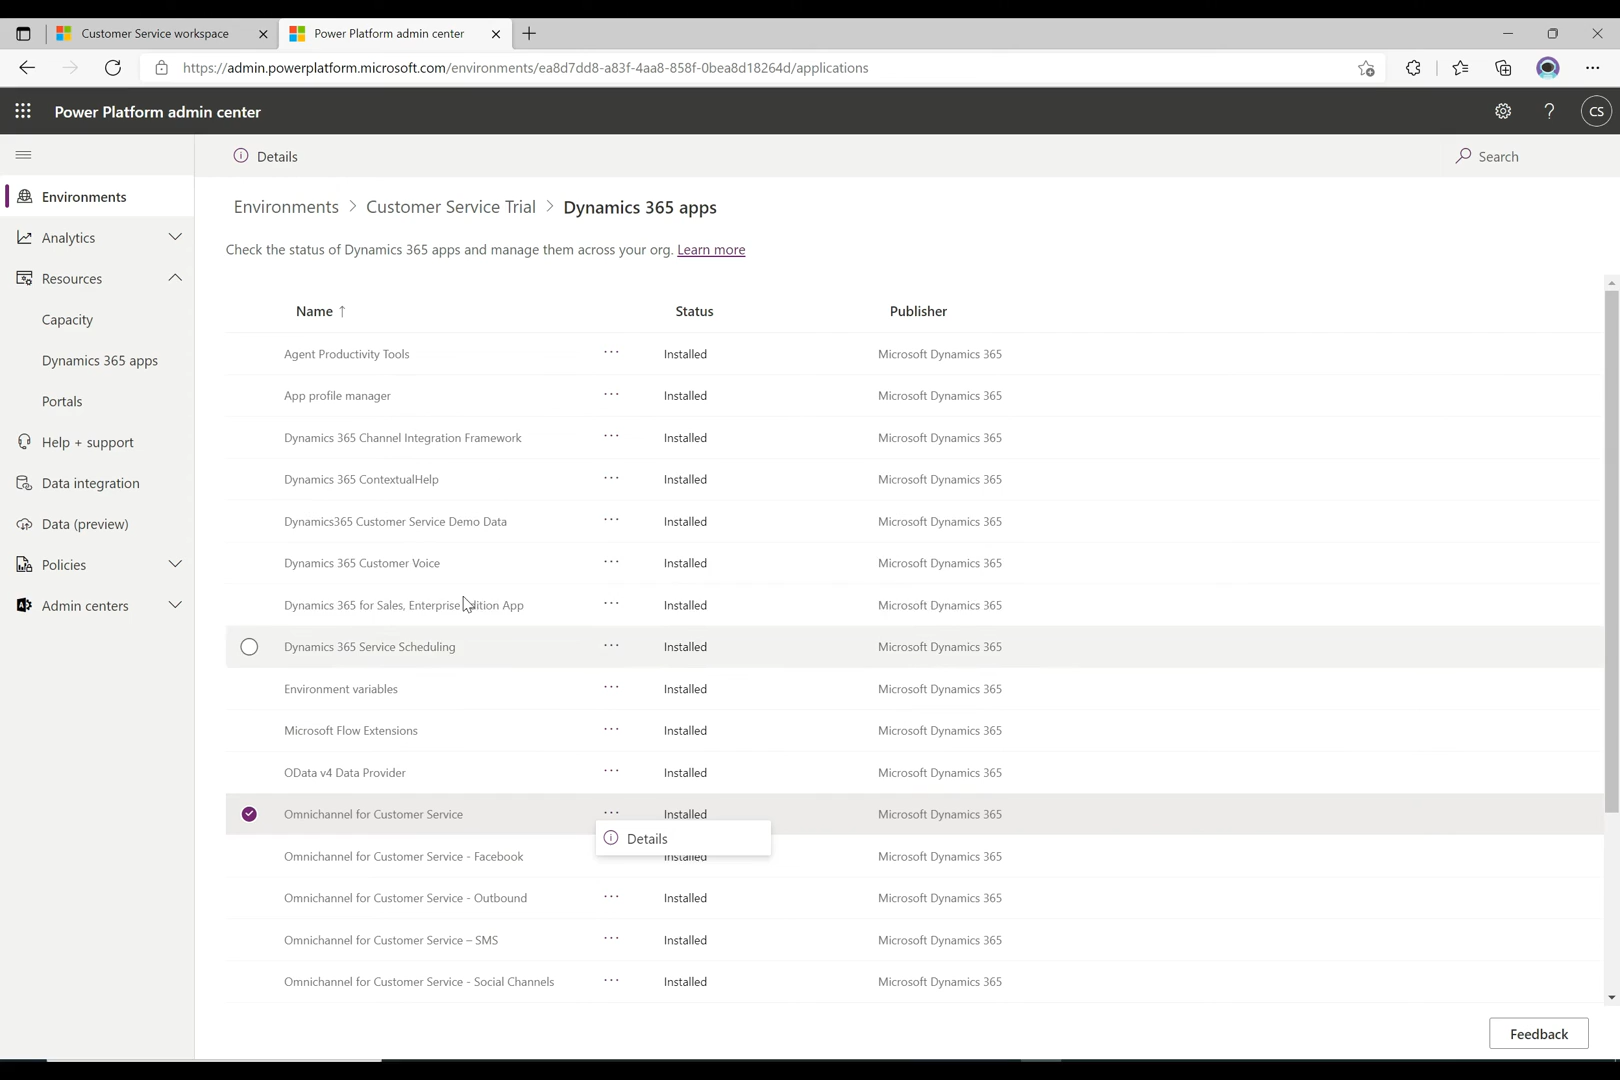 Customer Service workspace
Power Platform admin center
https://admin.powerplatform.microsoft.com/environments/ea8d7dd8-a83f-4aa8-858f-0bea8d18264d/applications
Power Platform admin center
? CS
Details
Search
Environments
Analytics
Resources
Capacity
Dynamics 365 apps
Portals
Help + support
Data integration
Data (preview)
Policies
Admin centers
Environments > Customer Service Trial > Dynamics 365 apps
Check the status of Dynamics 365 apps and manage them across your org. Learn more
Name ↑ Status Publisher
Agent Productivity Tools ··· Installed Microsoft Dynamics 365
App profile manager ··· Installed Microsoft Dynamics 365
Dynamics 365 Channel Integration Framework ··· Installed Microsoft Dynamics 365
Dynamics 365 ContextualHelp ··· Installed Microsoft Dynamics 365
Dynamics365 Customer Service Demo Data ··· Installed Microsoft Dynamics 365
Dynamics 365 Customer Voice ··· Installed Microsoft Dynamics 365
Dynamics 365 for Sales, Enterprise Edition App ··· Installed Microsoft Dynamics 365
Dynamics 365 Service Scheduling ··· Installed Microsoft Dynamics 365
Environment variables ··· Installed Microsoft Dynamics 365
Microsoft Flow Extensions ··· Installed Microsoft Dynamics 365
OData v4 Data Provider ··· Installed Microsoft Dynamics 365
Omnichannel for Customer Service ··· Installed Microsoft Dynamics 365
Details
Omnichannel for Customer Service - Facebook Installed Microsoft Dynamics 365
Omnichannel for Customer Service - Outbound ··· Installed Microsoft Dynamics 365
Omnichannel for Customer Service – SMS ··· Installed Microsoft Dynamics 365
Omnichannel for Customer Service - Social Channels ··· Installed Microsoft Dynamics 365
Feedback